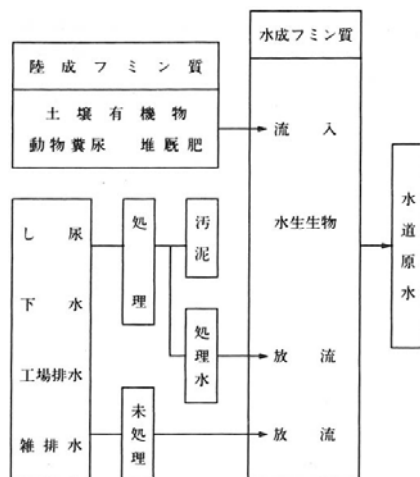 陸成フミン質
土壌有機物
動物糞尿 堆厩肥
水成フミン質
流入
水生生物
放流
放流
水道原水
し尿
下水
工場排水
雑排水
処理
汚泥
処理水
未処理